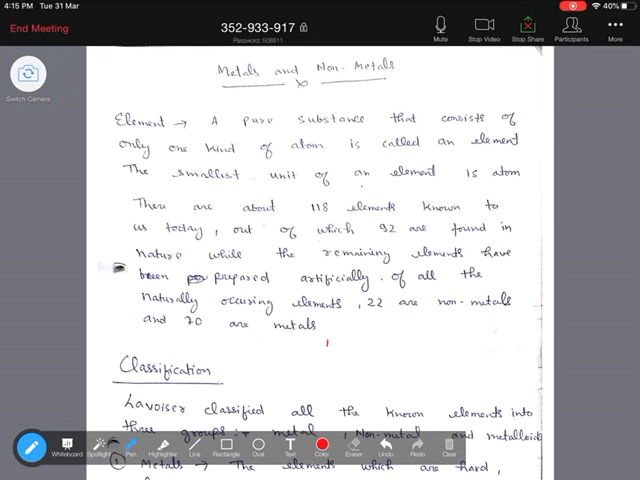 4:15 PM Tue 31 Mar
40%
End Meeting
352-933-917
Password: 508811
Mute
Stop Video
Stop Share
Participants
More
Switch Camera
Metals and Non-Metals
Element → A pure substance that consists of
only one kind of atom is called an element
The smallest unit of an element is atom
There are about 118 elements known to
us today, out of which 92 are found in
nature while the remaining elements have
been prepared artificially. Of all the
naturally occuring elements, 22 are non-metals
and 70 are metals
Classification
Lavoiser classified all the known elements into
three groups :→ metal, Non-metal and metalloid
① Metals → The elements which are hard,
Whiteboard
Spotlight
Pen
Highlighter
Line
Rectangle
Oval
Text
Color
Eraser
Undo
Redo
Clear